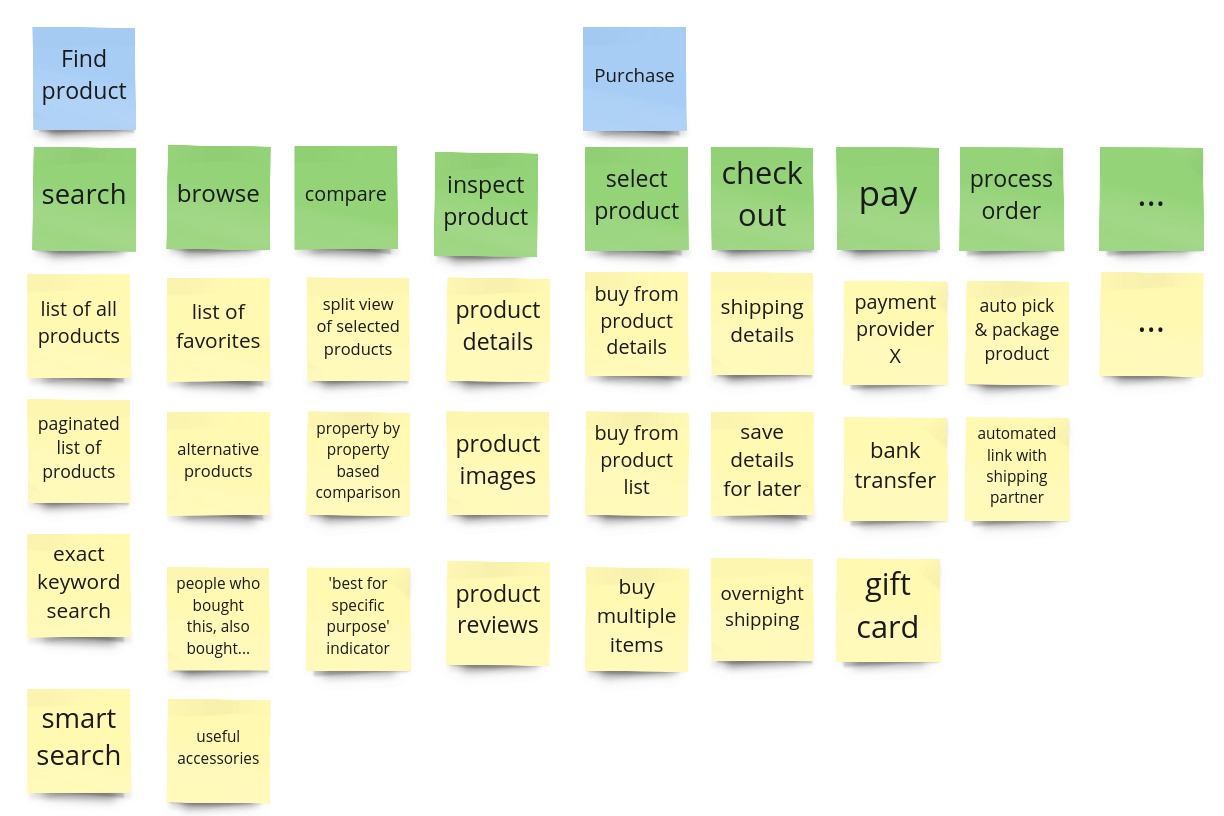 Find
product
Purchase
search
browse
compare
inspect
product
select
product
check
out
pay
process
order
...
list of all
products
list of
favorites
split view
of selected
products
product
details
buy from
product
details
shipping
details
payment
provider
X
auto pick
& package
product
...
paginated
list of
products
alternative
products
property by
property
based
comparison
product
images
buy from
product
list
save
details
for later
bank
transfer
automated
link with
shipping
partner
exact
keyword
search
people who
bought
this, also
bought...
'best for
specific
purpose'
indicator
product
reviews
buy
multiple
items
overnight
shipping
gift
card
smart
search
useful
accessories